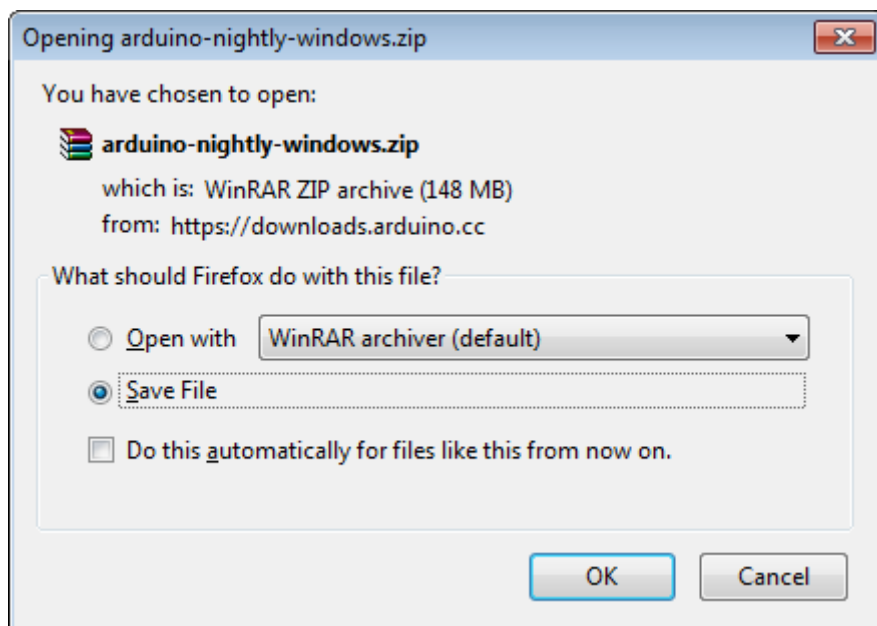 Opening arduino-nightly-windows.zip
You have chosen to open:
arduino-nightly-windows.zip
which is: WinRAR ZIP archive (148 MB)
from: https://downloads.arduino.cc
What should Firefox do with this file?
Open with WinRAR archiver (default)
Save File
Do this automatically for files like this from now on.
OK Cancel